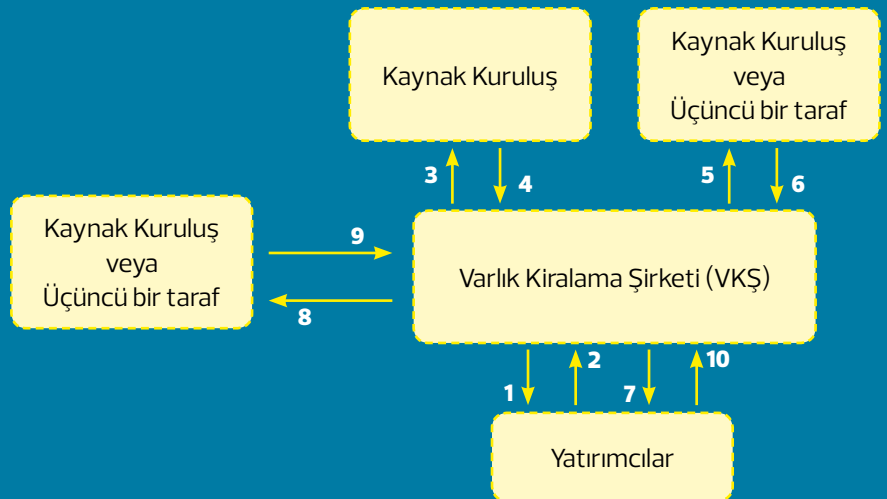 Kaynak Kuruluş
Kaynak Kuruluş
veya
Üçüncü bir taraf
3
4
5
6
Kaynak Kuruluş
veya
Üçüncü bir taraf
9
8
Varlık Kiralama Şirketi (VKŞ)
1
2
7
10
Yatırımcılar